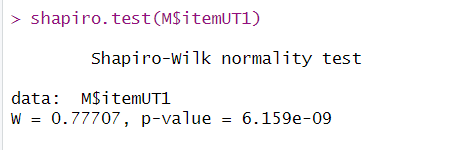 > shapiro.test(M$itemUT1)
Shapiro-Wilk normality test
data:  M$itemUT1
W = 0.77707, p-value = 6.159e-09